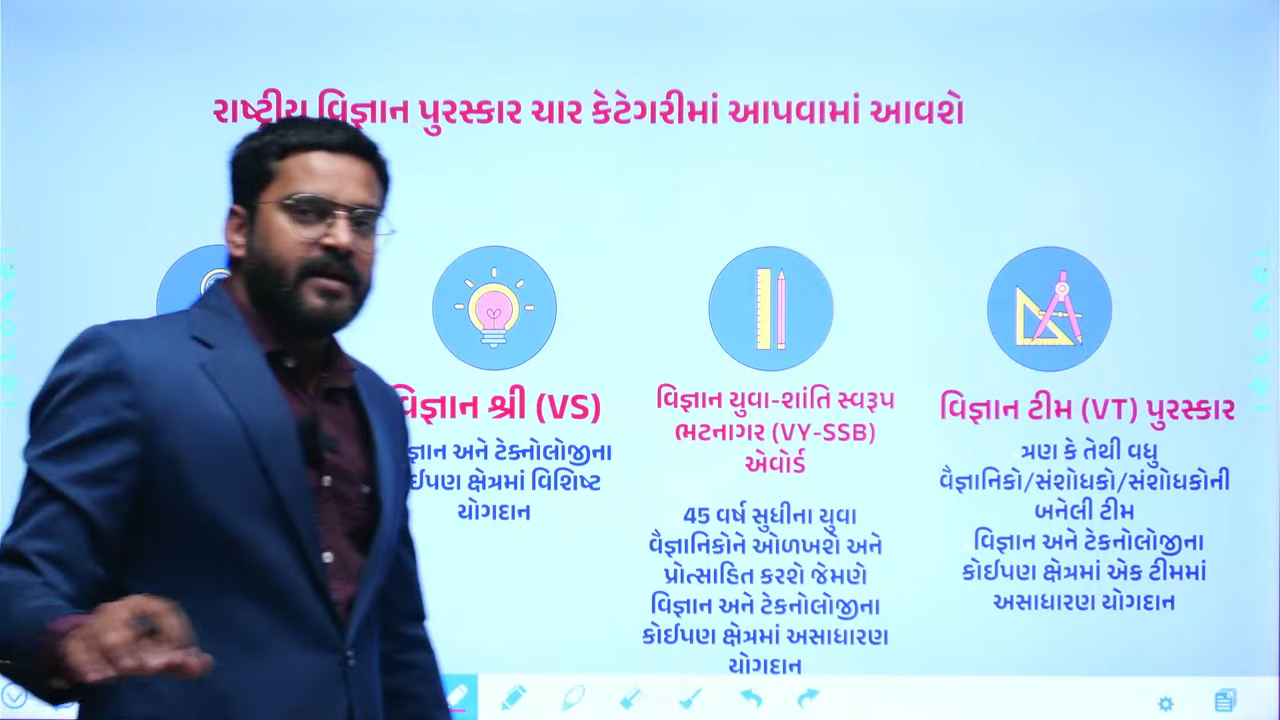 રાષ્ટ્રીય વિજ્ઞાન પુરસ્કાર ચાર કેટેગરીમાં આપવામાં આવશે
વિજ્ઞાન શ્રી (VS)
અને ટેક્નોલોજીના
ક્ષેત્રમાં વિશિષ્ટ
યોગદાન
વિજ્ઞાન યુવા-શાંતિ સ્વરૂપ
ભટનાગર (VY-SSB)
એવોર્ડ
45 વર્ષ સુધીના યુવા
વૈજ્ઞાનિકોને ઓળખશે અને
પ્રોત્સાહિત કરશે જેમણે
વિજ્ઞાન અને ટેકનોલોજીના
કોઈપણ ક્ષેત્રમાં અસાધારણ
યોગદાન
વિજ્ઞાન ટીમ (VT) પુરસ્કાર
ત્રણ કે તેથી વધુ
વૈજ્ઞાનિકો/સંશોધકો/સંશોધકોની
બનેલી ટીમ
વિજ્ઞાન અને ટેકનોલોજીના
કોઈપણ ક્ષેત્રમાં એક ટીમમાં
અસાધારણ યોગદાન